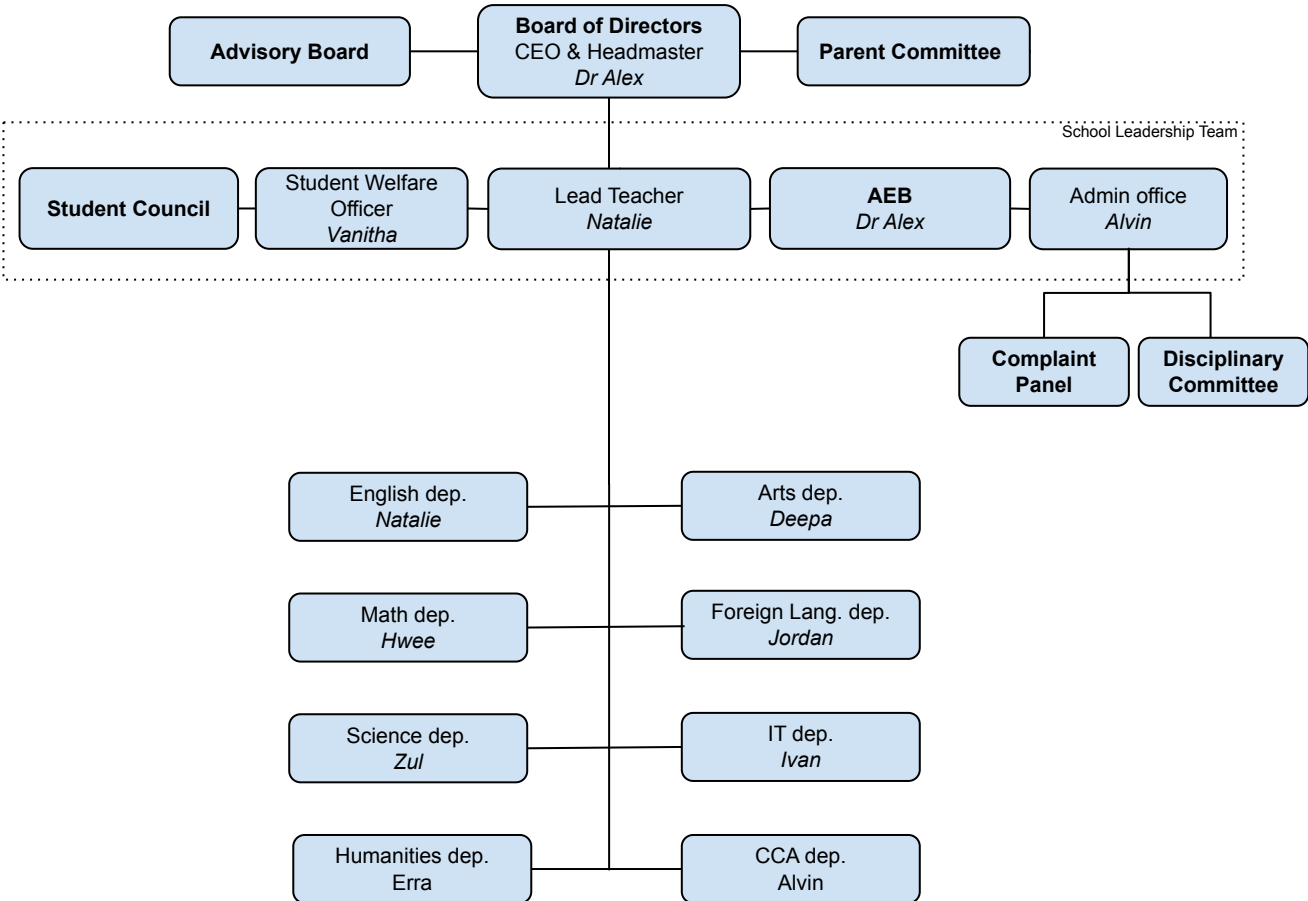 Advisory Board
Board of Directors
CEO & Headmaster
Dr Alex
Parent Committee
School Leadership Team
Student Council
Student Welfare
Officer
Vanitha
Lead Teacher
Natalie
AEB
Dr Alex
Admin office
Alvin
Complaint
Panel
Disciplinary
Committee
English dep.
Natalie
Arts dep.
Deepa
Math dep.
Hwee
Foreign Lang. dep.
Jordan
Science dep.
Zul
IT dep.
Ivan
Humanities dep.
Erra
CCA dep.
Alvin